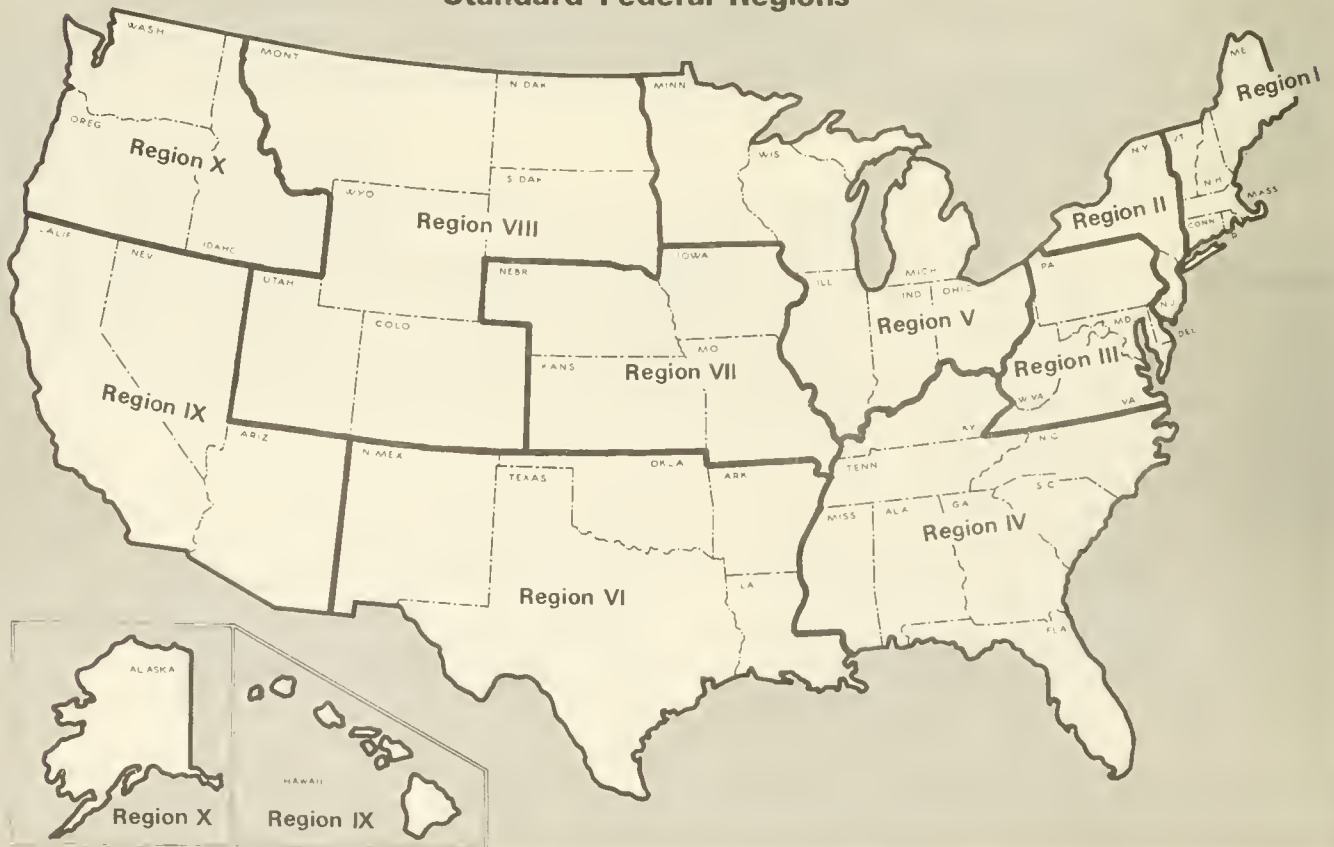 Standard Federal Regions
WASH
MONT
N DAK
MINN
ME
Region I
OREG
Region X
WIS
N.Y
VT
N.H
MASS
WYO
S DAK
Region VIII
Region II
CONN
CALIF
NEV
IDAHO
UTAH
NEBR
IOWA
ILL
MICH
IND
OHIO
PA
N J
COLO
MO
Region V
MD
DEL
KANS
Region VII
Region III
Region IX
W VA
VA
ARIZ
N MEX
TEXAS
OKLA
ARK
KY
TENN
N C
S C
MISS
ALA
GA
Region IV
LA
Region VI
FLA
ALASKA
HAWAII
Region X
Region IX